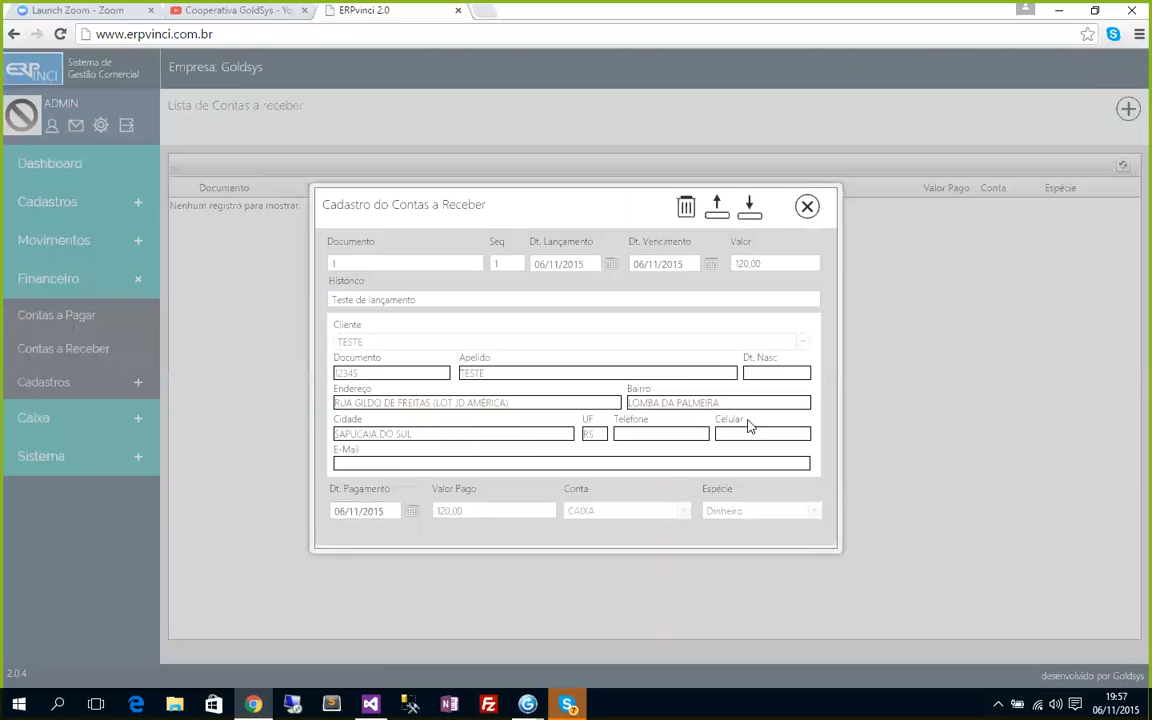 Launch Zoom - Zoom
Cooperativa GoldSys - Yo
ERPvinci 2.0
www.erpvinci.com.br
ERP
VINCI
Sistema de
Gestão Comercial
Empresa: Goldsys
ADMIN
Lista de Contas a receber
Dashboard
Cadastros +
Movimentos +
Financeiro ×
Contas a Pagar
Contas a Receber
Cadastros +
Caixa +
Sistema +
2.0.4
Documento
Valor Pago Conta Espécie
Nenhum registro para mostrar.
Cadastro do Contas a Receber
Documento Seq Dt. Lançamento Dt. Vencimento Valor
1 1 06/11/2015 06/11/2015 120,00
Histórico
Teste de lançamento
Cliente
TESTE
Documento Apelido Dt. Nasc
12345 TESTE
Endereço Bairro
RUA GILDO DE FREITAS (LOT JD AMÉRICA) LOMBA DA PALMEIRA
Cidade UF Telefone Celular
SAPUCAIA DO SUL RS
E-Mail
Dt. Pagamento Valor Pago Conta Espécie
06/11/2015 120,00 CAIXA Dinheiro
desenvolvido por Goldsys
19:57
06/11/2015